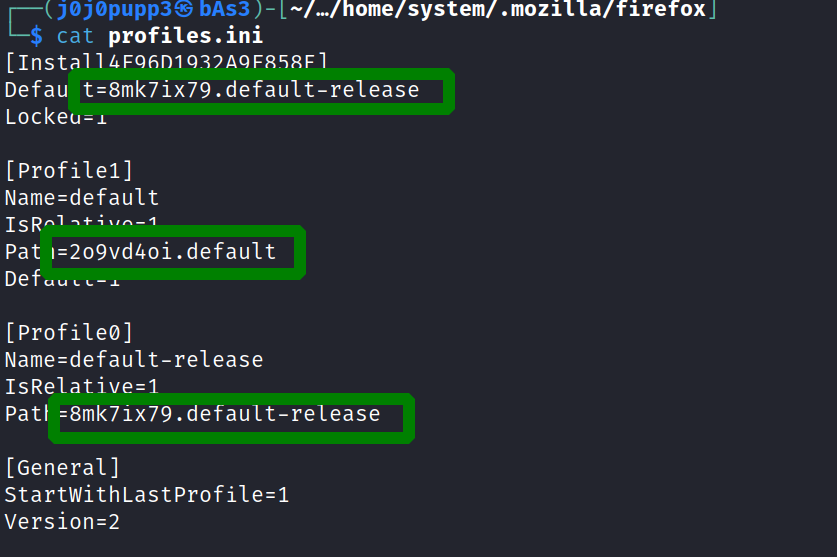 ┌──(j0j0pupp3㉿bAs3)-[~/…/home/system/.mozilla/firefox]
└─$ cat profiles.ini
[Install4F96D1932A9F858E]
Default=8mk7ix79.default-release
Locked=1

[Profile1]
Name=default
IsRelative=1
Path=2o9vd4oi.default
Default=1

[Profile0]
Name=default-release
IsRelative=1
Path=8mk7ix79.default-release

[General]
StartWithLastProfile=1
Version=2